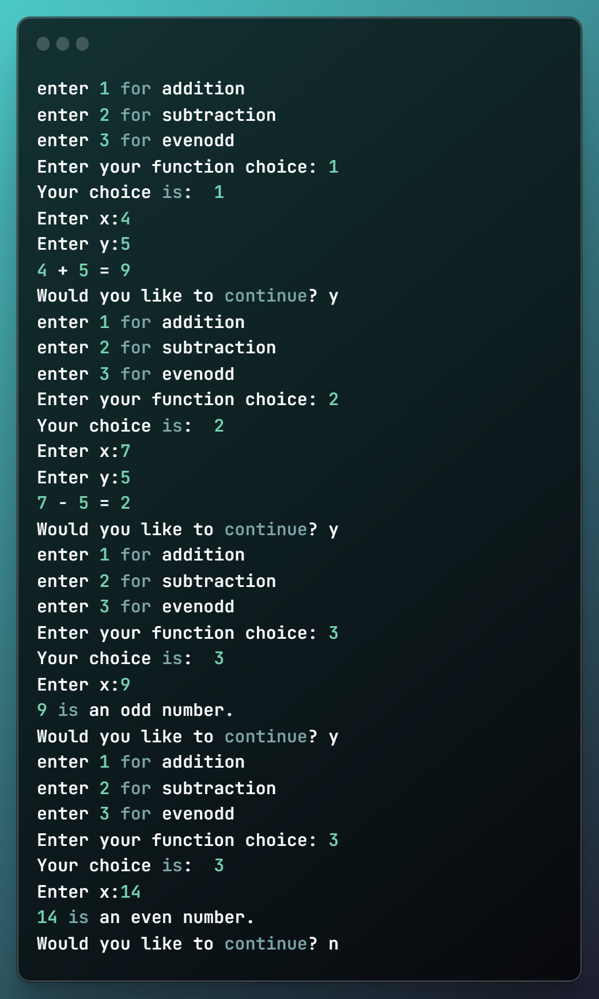 enter 1 for addition
enter 2 for subtraction
enter 3 for evenodd
Enter your function choice: 1
Your choice is:  1
Enter x:4
Enter y:5
4 + 5 = 9
Would you like to continue? y
enter 1 for addition
enter 2 for subtraction
enter 3 for evenodd
Enter your function choice: 2
Your choice is:  2
Enter x:7
Enter y:5
7 - 5 = 2
Would you like to continue? y
enter 1 for addition
enter 2 for subtraction
enter 3 for evenodd
Enter your function choice: 3
Your choice is:  3
Enter x:9
9 is an odd number.
Would you like to continue? y
enter 1 for addition
enter 2 for subtraction
enter 3 for evenodd
Enter your function choice: 3
Your choice is:  3
Enter x:14
14 is an even number.
Would you like to continue? n